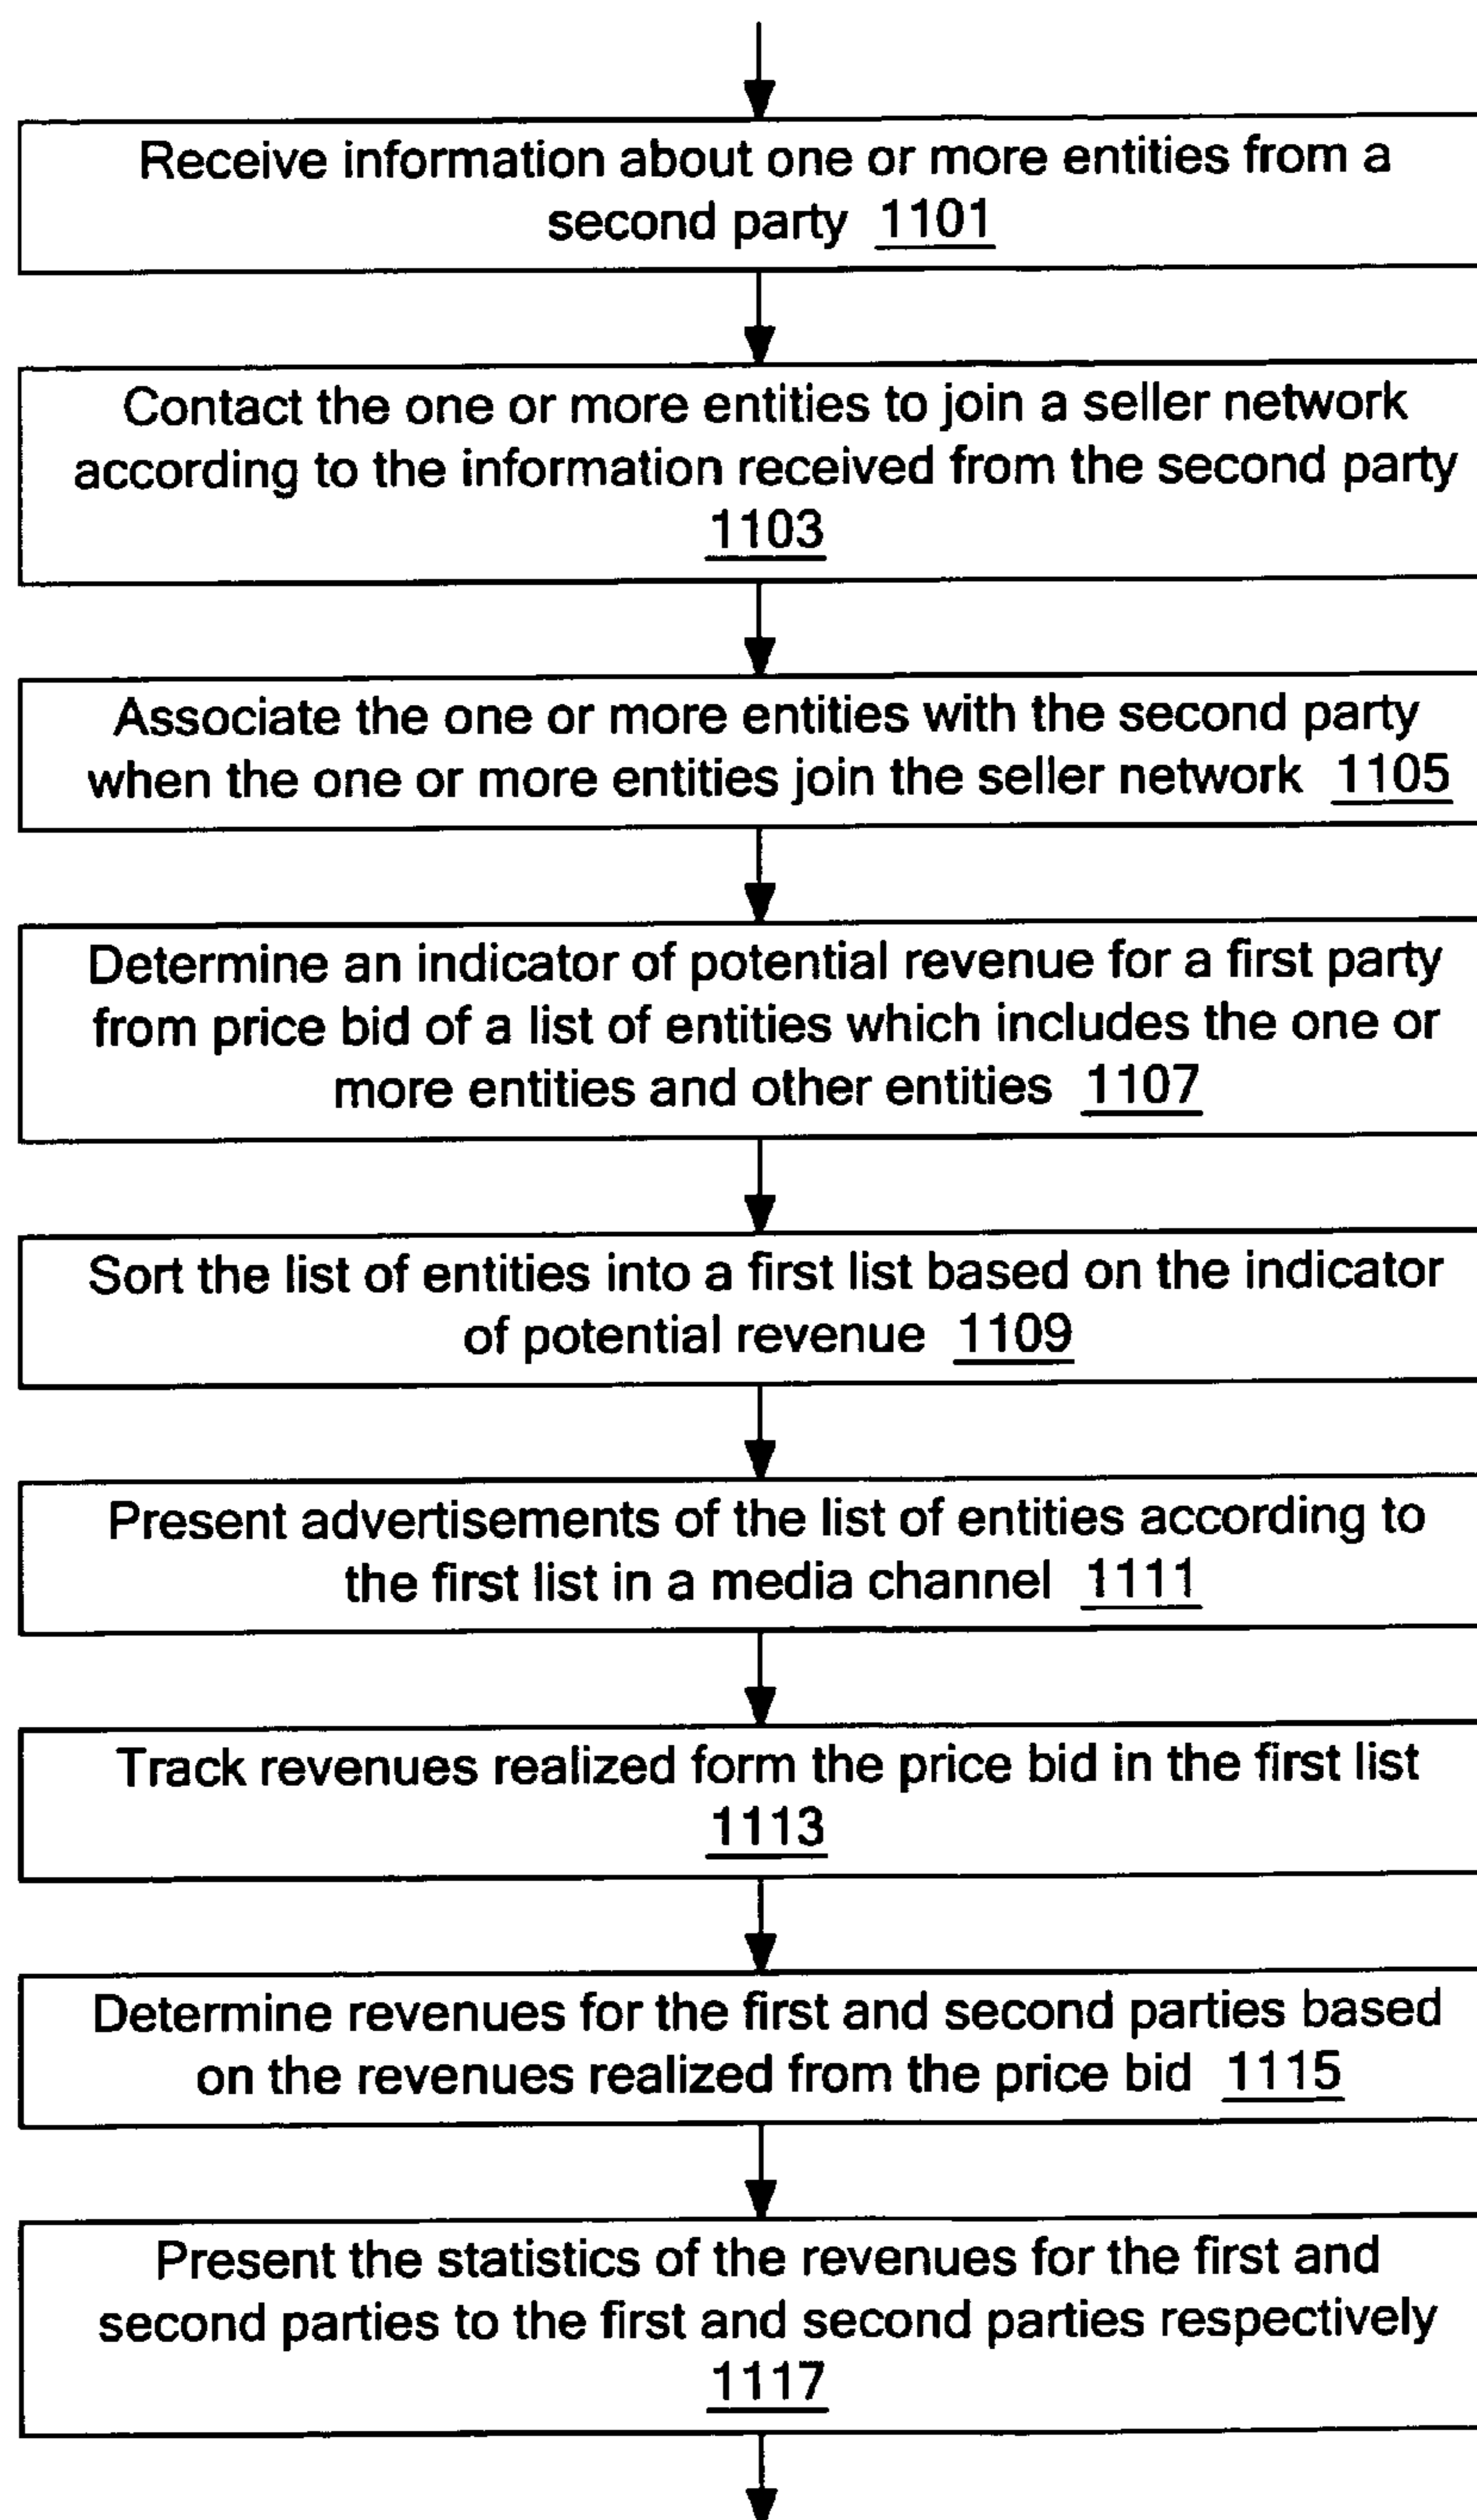 Receive information about one or more entities from a
second party 1101
Contact the one or more entities to join a seller network
according to the information received from the second party
1103
Associate the one or more entities with the second party
when the one or more entities join the seller network 1105
Determine an indicator of potential revenue for a first party
from price bid of a list of entities which includes the one or
more entities and other entities 1107
Sort the list of entities into a first list based on the indicator
of potential revenue 1109
Present advertisements of the list of entities according to
the first list in a media channel 1111
Track revenues realized form the price bid in the first list
1113
Determine revenues for the first and second parties based
on the revenues realized from the price bid 1115
Present the statistics of the revenues for the first and
second parties to the first and second parties respectively
1117